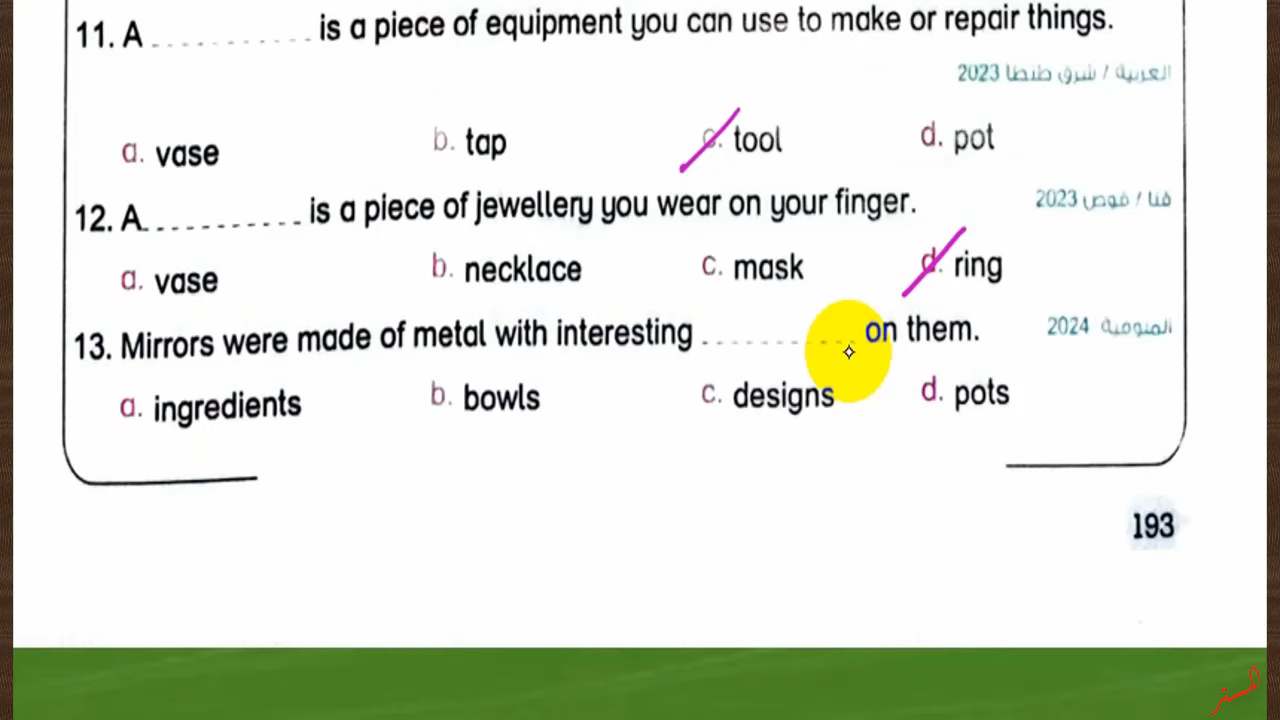 11. A ............ is a piece of equipment you can use to make or repair things.
العربية / شرق طنطا 2023
a. vase b. tap c. tool d. pot
12. A........... is a piece of jewellery you wear on your finger. قنا / قوص 2023
a. vase b. necklace c. mask d. ring
13. Mirrors were made of metal with interesting ............ on them. المنوفية 2024
a. ingredients b. bowls c. designs d. pots
193